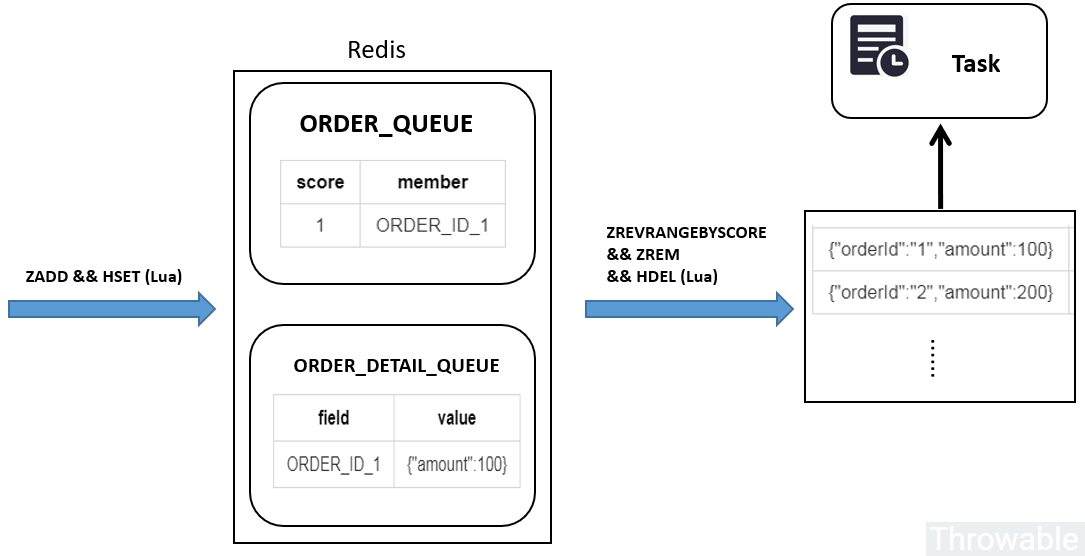 Redis
ORDER_QUEUE
score member
1 ORDER_ID_1
ZADD && HSET (Lua)
ORDER_DETAIL_QUEUE
field value
ORDER_ID_1 {"amount":100}
ZREVRANGEBYSCORE
&& ZREM
&& HDEL (Lua)
Task
{"orderId":"1","amount":100}
{"orderId":"2","amount":200}
Throwable